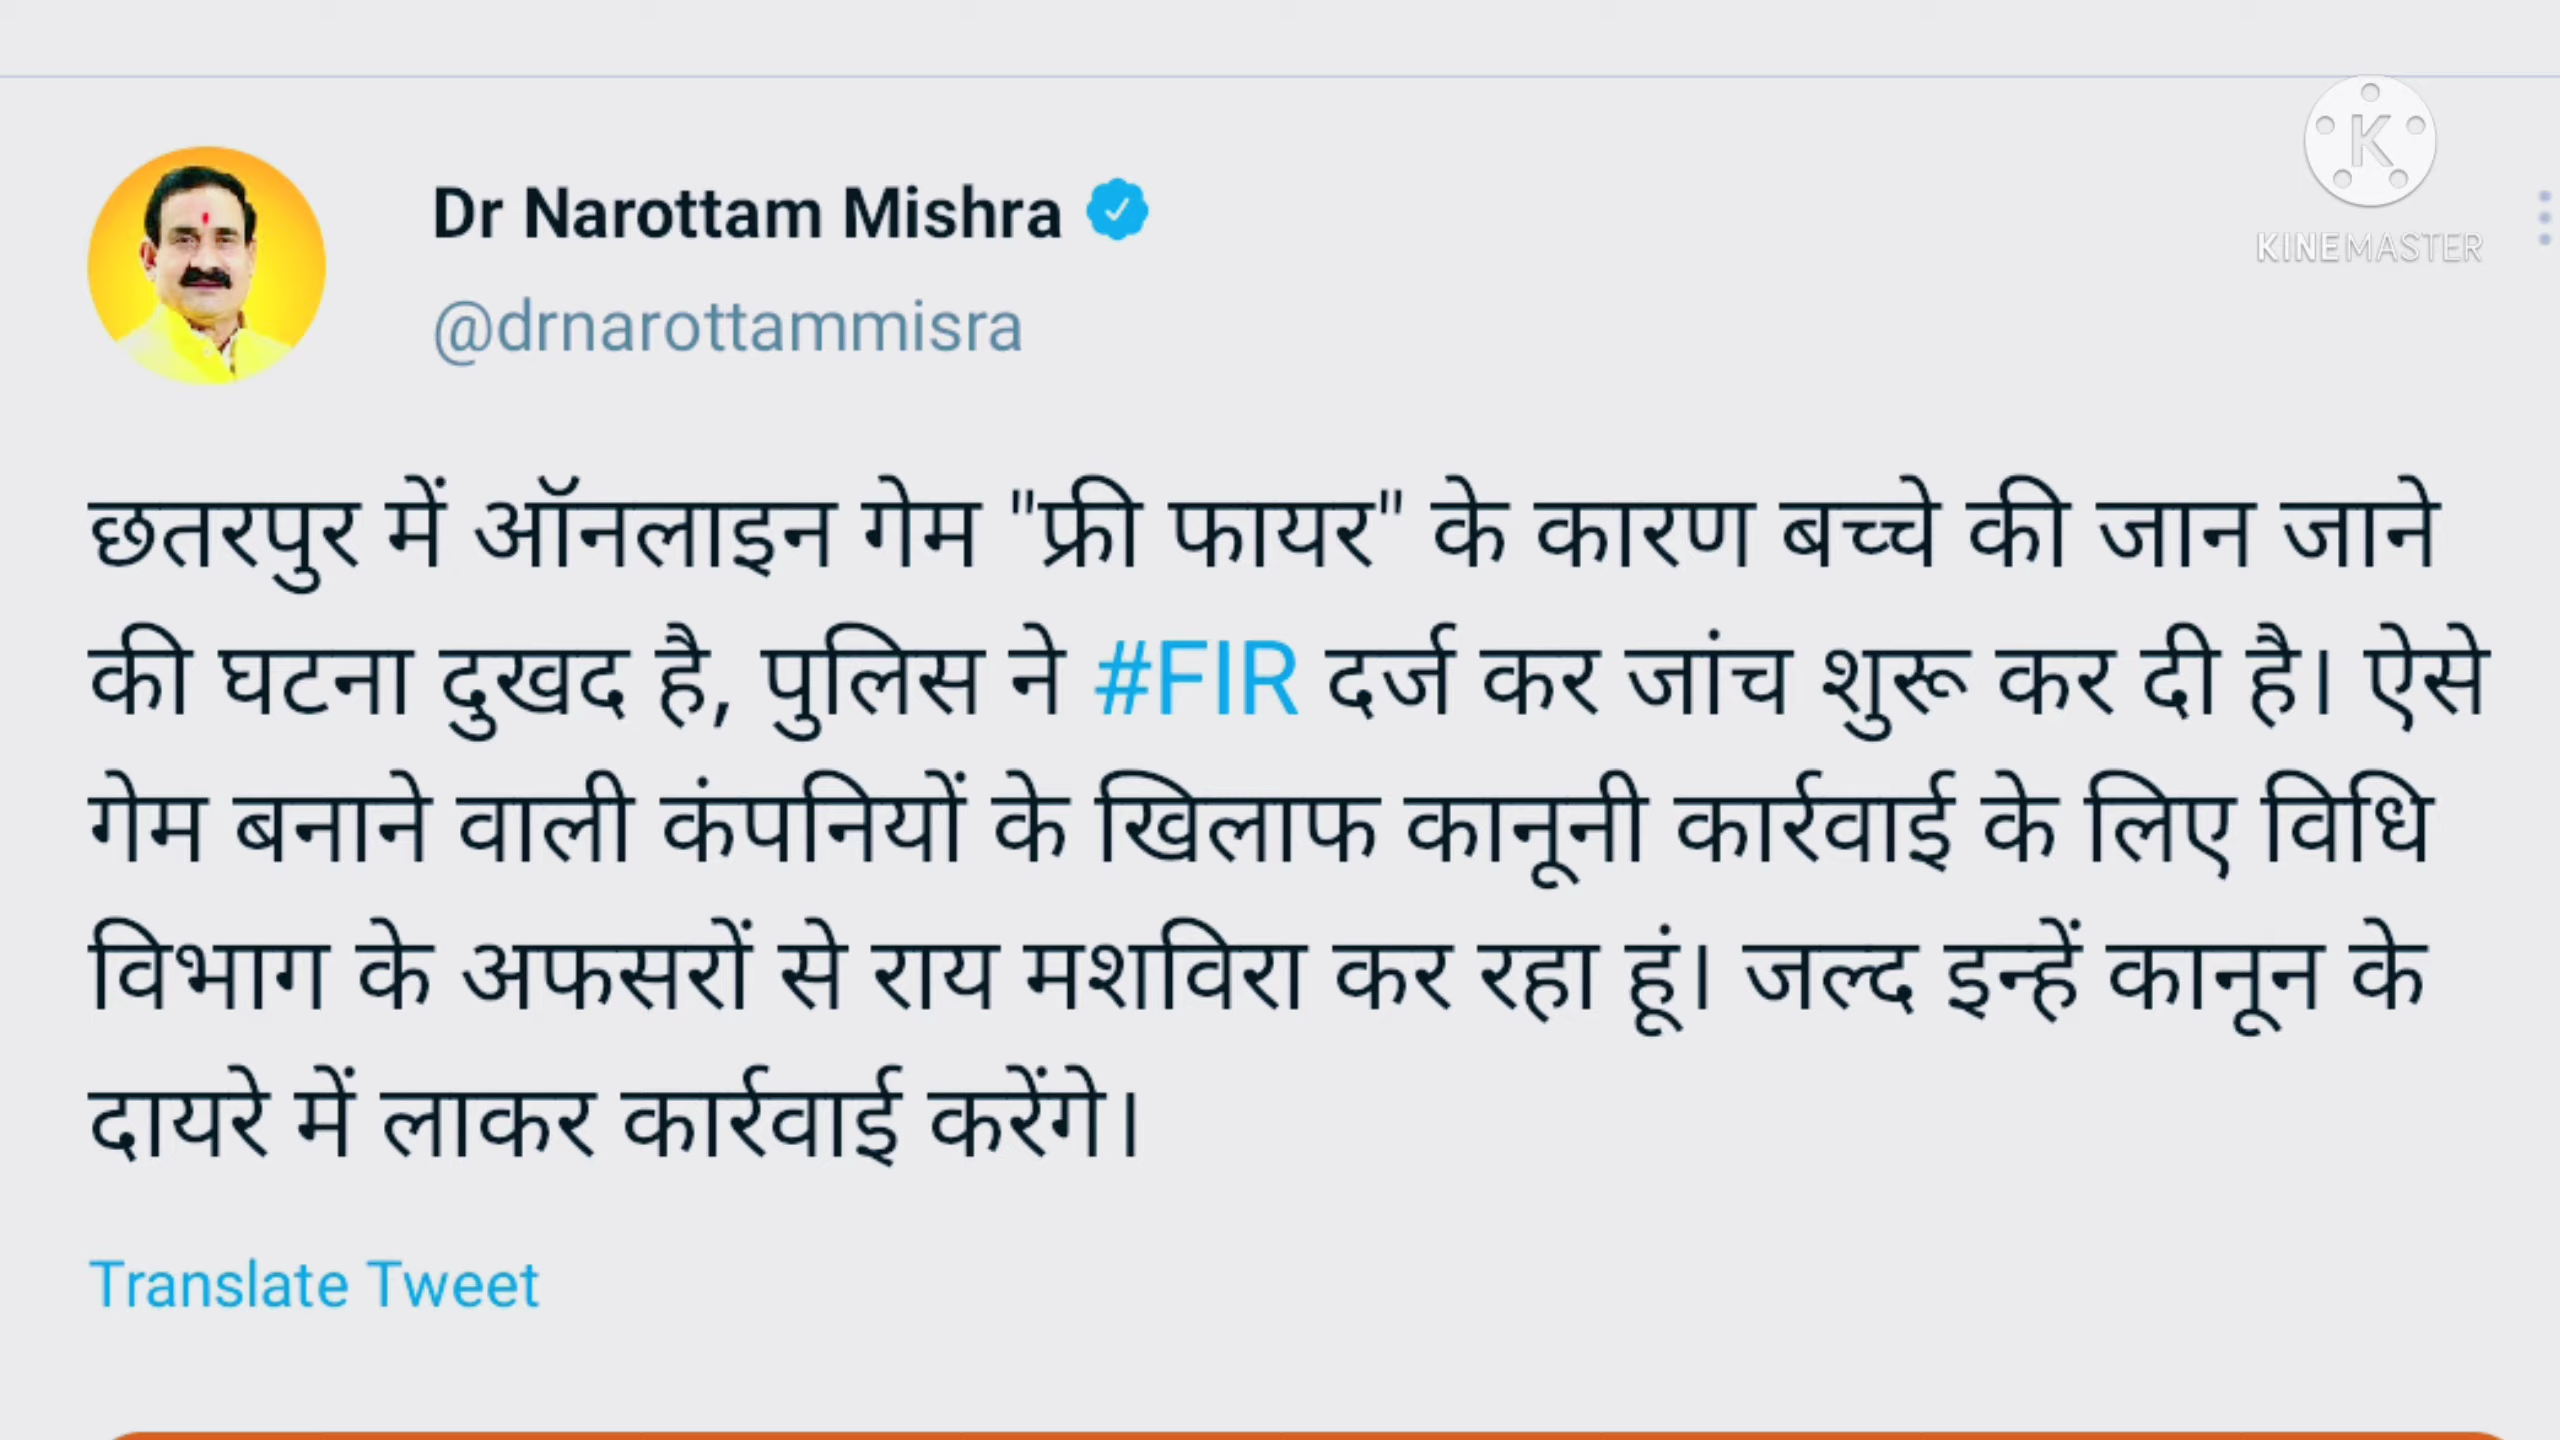 Dr Narottam Mishra
@drnarottammisra
K
KINEMASTER
छतरपुर में ऑनलाइन गेम "फ्री फायर" के कारण बच्चे की जान जाने
की घटना दुखद है, पुलिस ने #FIR दर्ज कर जांच शुरू कर दी है। ऐसे
गेम बनाने वाली कंपनियों के खिलाफ कानूनी कार्रवाई के लिए विधि
विभाग के अफसरों से राय मशविरा कर रहा हूं। जल्द इन्हें कानून के
दायरे में लाकर कार्रवाई करेंगे।
Translate Tweet